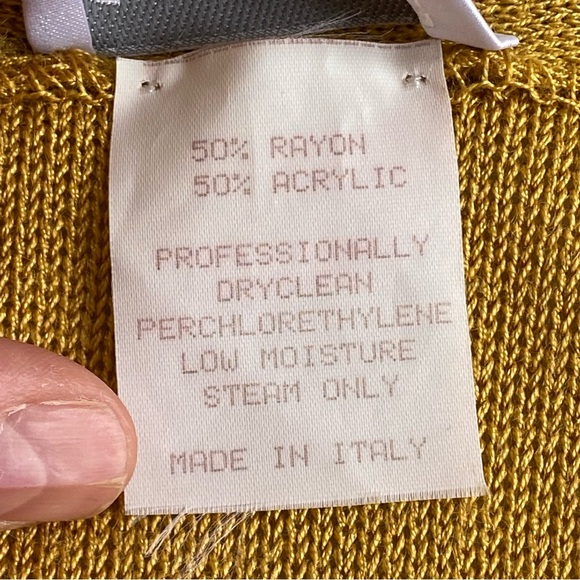 50% RAYON
50% ACRYLIC
PROFESSIONALLY
DRYCLEAN
PERCHLORETHYLENE
LOW MOISTURE
STEAM ONLY
MADE IN ITALY